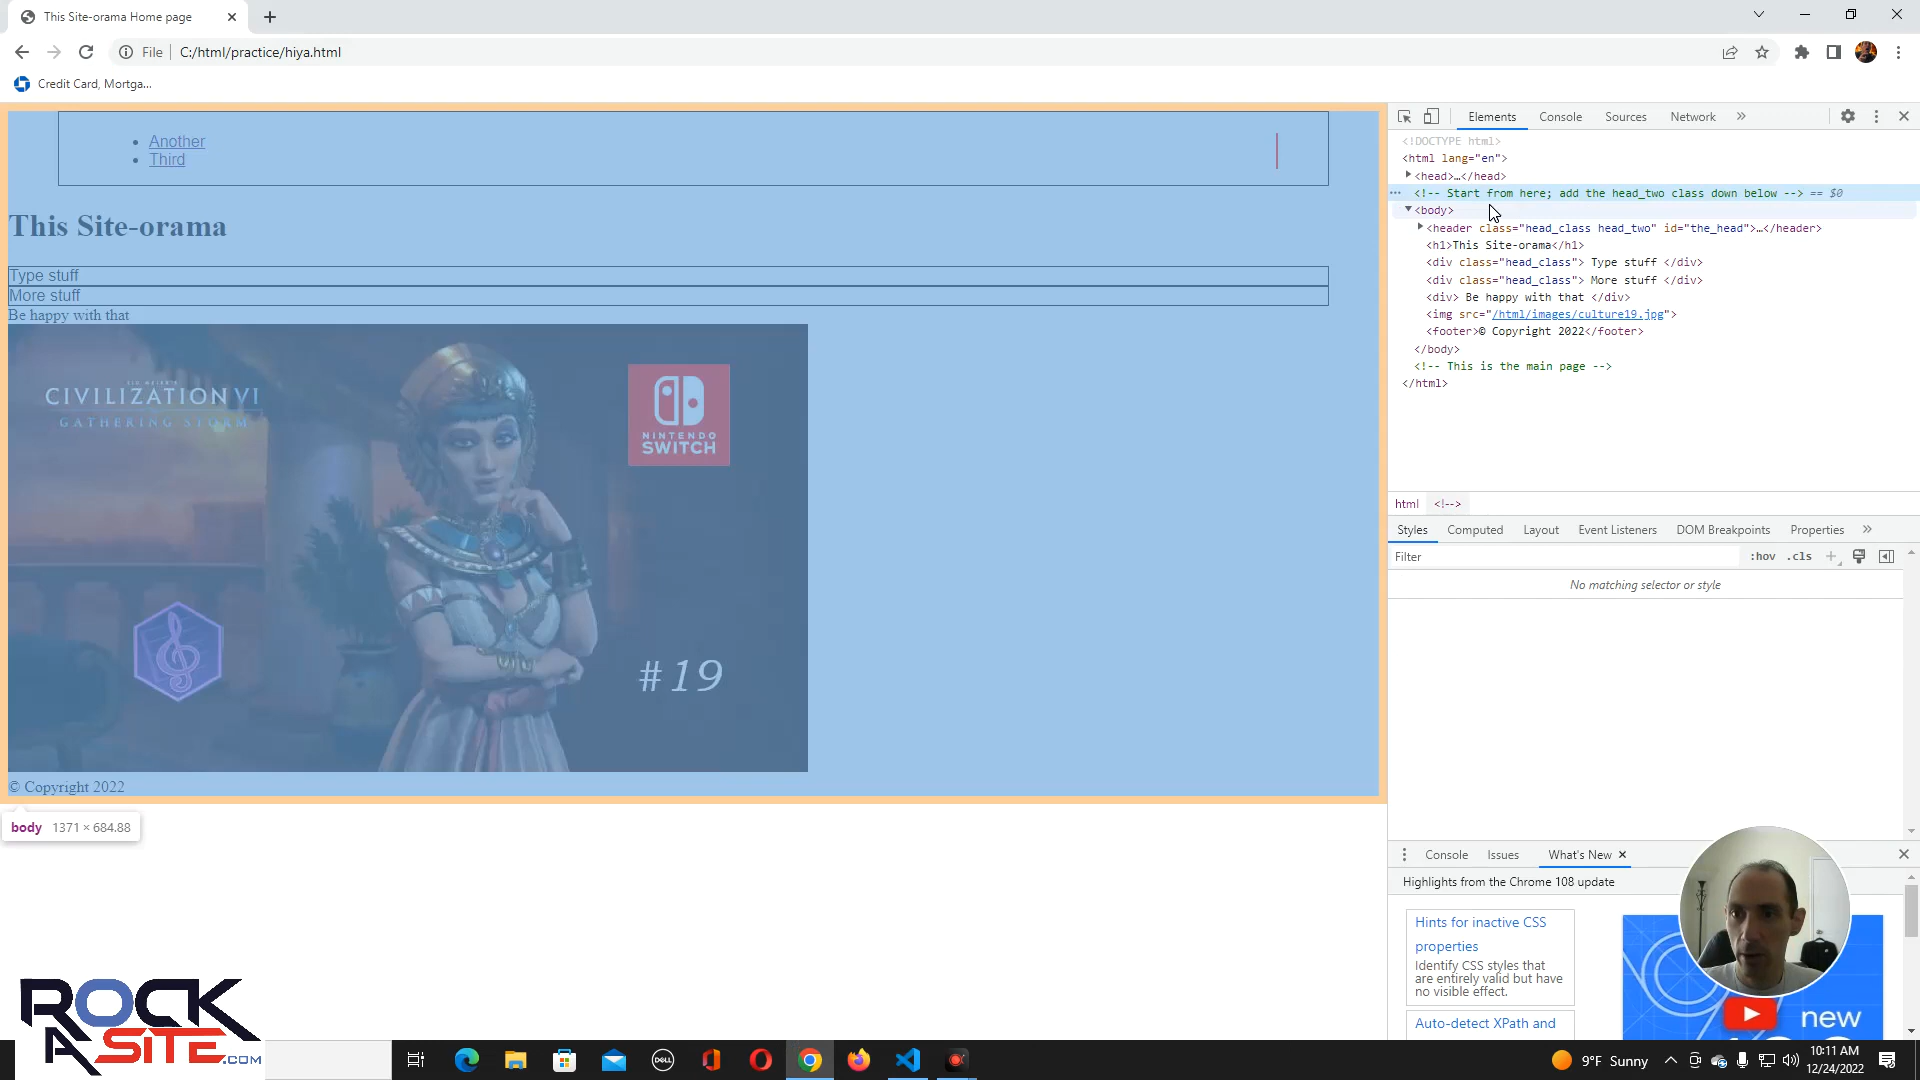 This Site-orama Home page
File
C:/html/practice/hiya.html
Credit Card, Mortga...
Another
Third
This Site-orama
Type stuff
More stuff
Be happy with that
CIVILIZATION VI
GATHERING STORM
NINTENDO
SWITCH
#19
© Copyright 2022
body 1371 × 684.88
Elements Console Sources Network
<!DOCTYPE html>
<html lang="en">
<head>…</head>
<!-- Start from here; add the head_two class down below --> == $0
<body>
<header class="head_class head_two" id="the_head">…</header>
<h1>This Site-orama</h1>
<div class="head_class"> Type stuff </div>
<div class="head_class"> More stuff </div>
<div> Be happy with that </div>
<img src="/html/images/culture19.jpg">
<footer>© Copyright 2022</footer>
</body>
<!-- This is the main page -->
</html>
html <!-->
Styles Computed Layout Event Listeners DOM Breakpoints Properties
Filter :hov .cls
No matching selector or style
Console Issues What's New
Highlights from the Chrome 108 update
Hints for inactive CSS
properties
Identify CSS styles that
are entirely valid but have
no visible effect.
Auto-detect XPath and
new
ROCK
A SITE.COM
DELL
9°F Sunny
10:11 AM
12/24/2022